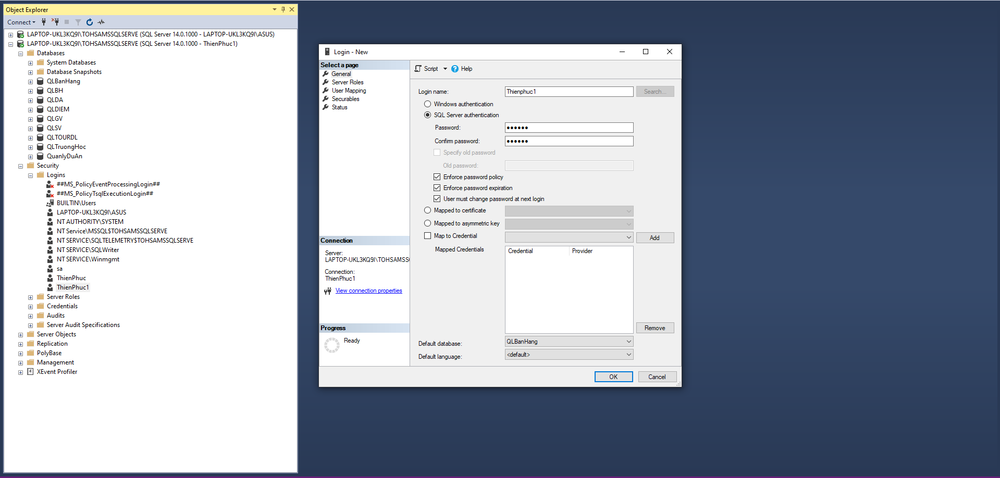 Object Explorer
Connect
LAPTOP-UKL3KQ9I\TOHSAMSSQLSERVE (SQL Server 14.0.1000 - LAPTOP-UKL3KQ9I\ASUS)
LAPTOP-UKL3KQ9I\TOHSAMSSQLSERVE (SQL Server 14.0.1000 - ThienPhuc1)
Databases
System Databases
Database Snapshots
QLBanHang
QLBH
QLDA
QLDIEM
QLGV
QLSV
QLTOURDL
QLTruongHoc
QuanlyDuAn
Security
Logins
##MS_PolicyEventProcessingLogin##
##MS_PolicyTsqlExecutionLogin##
BUILTIN\Users
LAPTOP-UKL3KQ9I\ASUS
NT AUTHORITY\SYSTEM
NT Service\MSSQL$TOHSAMSSQLSERVE
NT SERVICE\SQLTELEMETRY$TOHSAMSSQLSERVE
NT SERVICE\SQLWriter
NT SERVICE\Winmgmt
sa
ThienPhuc
ThienPhuc1
Server Roles
Credentials
Audits
Server Audit Specifications
Server Objects
Replication
PolyBase
Management
XEvent Profiler
Login - New
Select a page
General
Server Roles
User Mapping
Securables
Status
Connection
Server:
LAPTOP-UKL3KQ9I\TOHSAMSS
Connection:
ThienPhuc1
View connection properties
Progress
Ready
Script
Help
Login name:
Thienphuc1
Search...
Windows authentication
SQL Server authentication
Password:
●●●●●●
Confirm password:
●●●●●●
Specify old password
Old password:
Enforce password policy
Enforce password expiration
User must change password at next login
Mapped to certificate
Mapped to asymmetric key
Map to Credential
Add
Mapped Credentials
Credential
Provider
Remove
Default database:
QLBanHang
Default language:
<default>
OK
Cancel